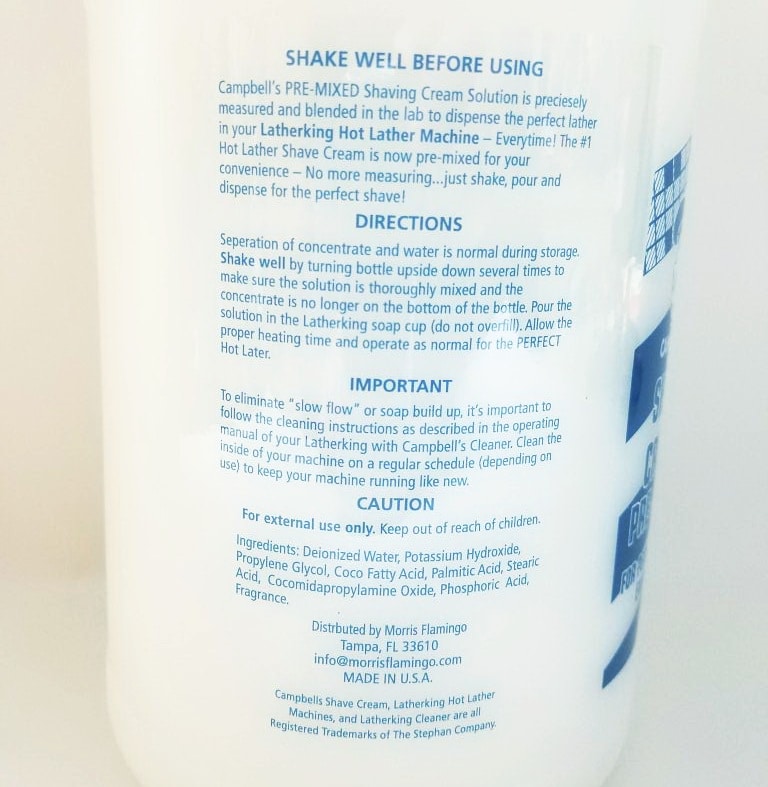 SHAKE WELL BEFORE USING
Campbell's PRE-MIXED Shaving Cream Solution is preciesely
measured and blended in the lab to dispense the perfect lather
in your Latherking Hot Lather Machine – Everytime! The #1
Hot Lather Shave Cream is now pre-mixed for your
convenience – No more measuring...just shake, pour and
dispense for the perfect shave!
DIRECTIONS
Seperation of concentrate and water is normal during storage.
Shake well by turning bottle upside down several times to
make sure the solution is thoroughly mixed and the
concentrate is no longer on the bottom of the bottle. Pour the
solution in the Latherking soap cup (do not overfill). Allow the
proper heating time and operate as normal for the PERFECT
Hot Later.
IMPORTANT
To eliminate "slow flow" or soap build up, it's important to
follow the cleaning instructions as described in the operating
manual of your Latherking with Campbell's Cleaner. Clean the
inside of your machine on a regular schedule (depending on
use) to keep your machine running like new.
CAUTION
For external use only. Keep out of reach of children.
Ingredients: Deionized Water, Potassium Hydroxide,
Propylene Glycol, Coco Fatty Acid, Palmitic Acid, Stearic
Acid, Cocomidapropylamine Oxide, Phosphoric Acid,
Fragrance.
Distrbuted by Morris Flamingo
Tampa, FL 33610
info@morrisflamingo.com
MADE IN U.S.A.
Campbells Shave Cream, Latherking Hot Lather
Machines, and Latherking Cleaner are all
Registered Trademarks of The Stephan Company.